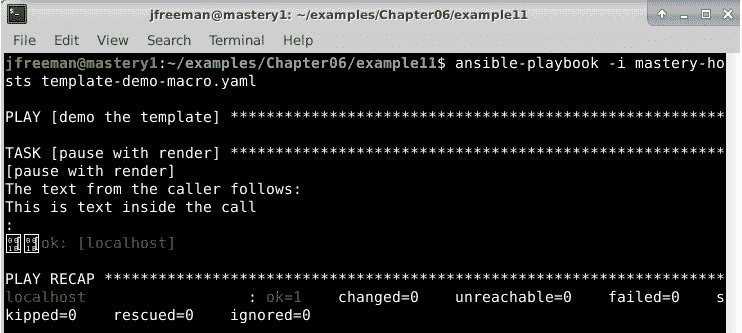 jfreeman@mastery1: ~/examples/Chapter06/example11
File Edit View Search Terminal Help
jfreeman@mastery1:~/examples/Chapter06/example11$ ansible-playbook -i mastery-ho
sts template-demo-macro.yaml
PLAY [demo the template] *******************************************************
TASK [pause with render] *******************************************************
[pause with render]
The text from the caller follows:
This is text inside the call
:
ok: [localhost]
PLAY RECAP *********************************************************************
localhost : ok=1 changed=0 unreachable=0 failed=0 s
kipped=0 rescued=0 ignored=0